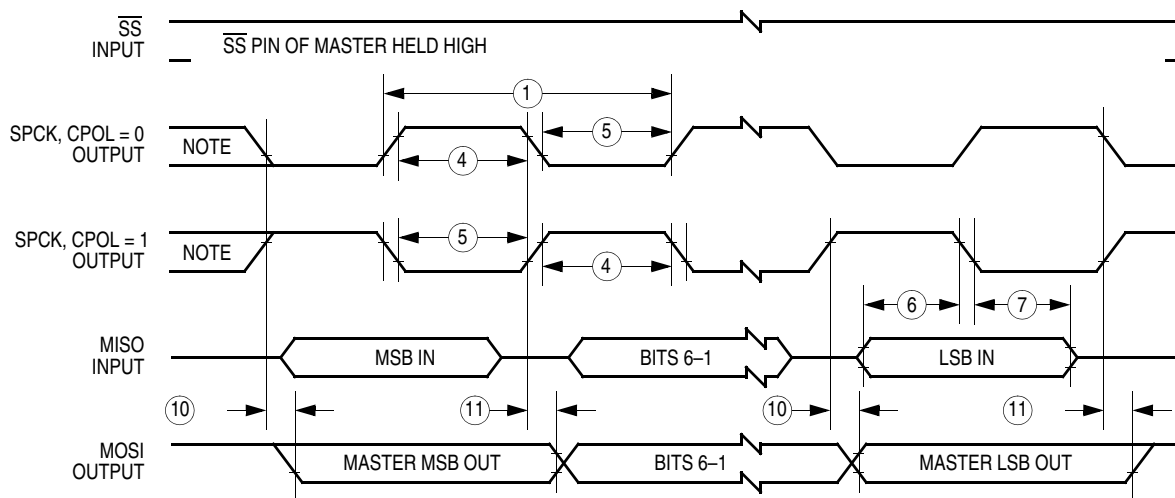 SS
INPUT
SS PIN OF MASTER HELD HIGH
1
SPCK, CPOL = 0
OUTPUT
NOTE
5
4
SPCK, CPOL = 1
OUTPUT
NOTE
5
4
6
7
MISO
INPUT
MSB IN
BITS 6–1
LSB IN
10
11
10
11
MOSI
OUTPUT
MASTER MSB OUT
BITS 6–1
MASTER LSB OUT